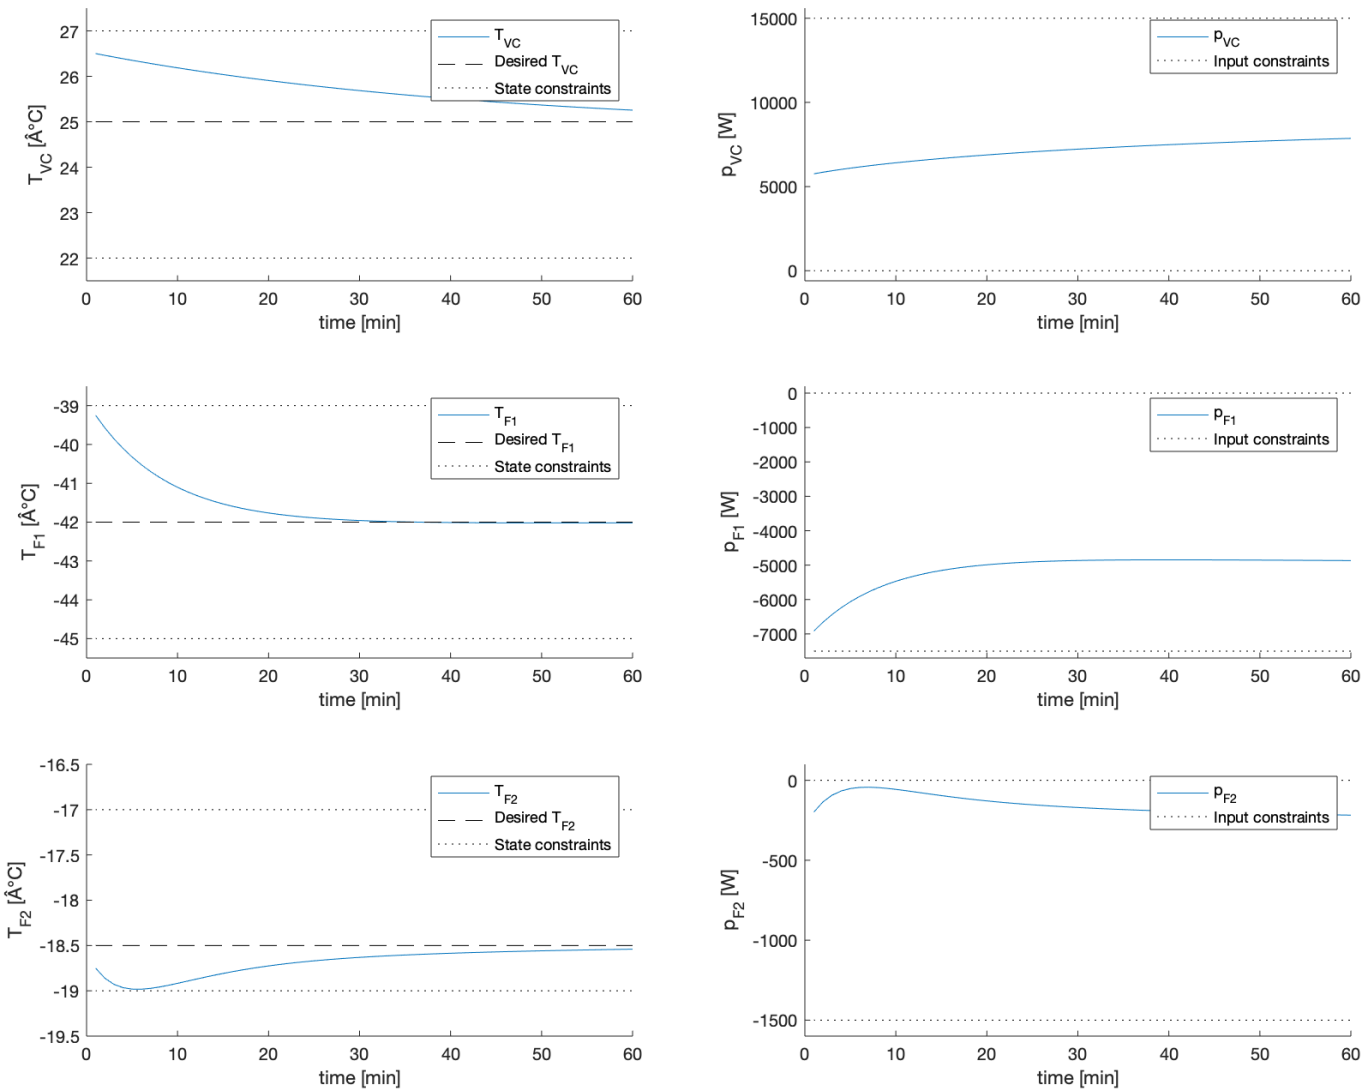 27
26
25
24
23
22
T_VC [Â°C]
T_VC
Desired T_VC
State constraints
0 10 20 30 40 50 60
time [min]
15000
10000
5000
0
p_VC [W]
p_VC
Input constraints
0 10 20 30 40 50 60
time [min]
-39
-40
-41
-42
-43
-44
-45
T_F1 [Â°C]
T_F1
Desired T_F1
State constraints
0 10 20 30 40 50 60
time [min]
0
-1000
-2000
-3000
-4000
-5000
-6000
-7000
p_F1 [W]
p_F1
Input constraints
0 10 20 30 40 50 60
time [min]
-16.5
-17
-17.5
-18
-18.5
-19
-19.5
T_F2 [Â°C]
T_F2
Desired T_F2
State constraints
0 10 20 30 40 50 60
time [min]
0
-500
-1000
-1500
p_F2 [W]
p_F2
Input constraints
0 10 20 30 40 50 60
time [min]